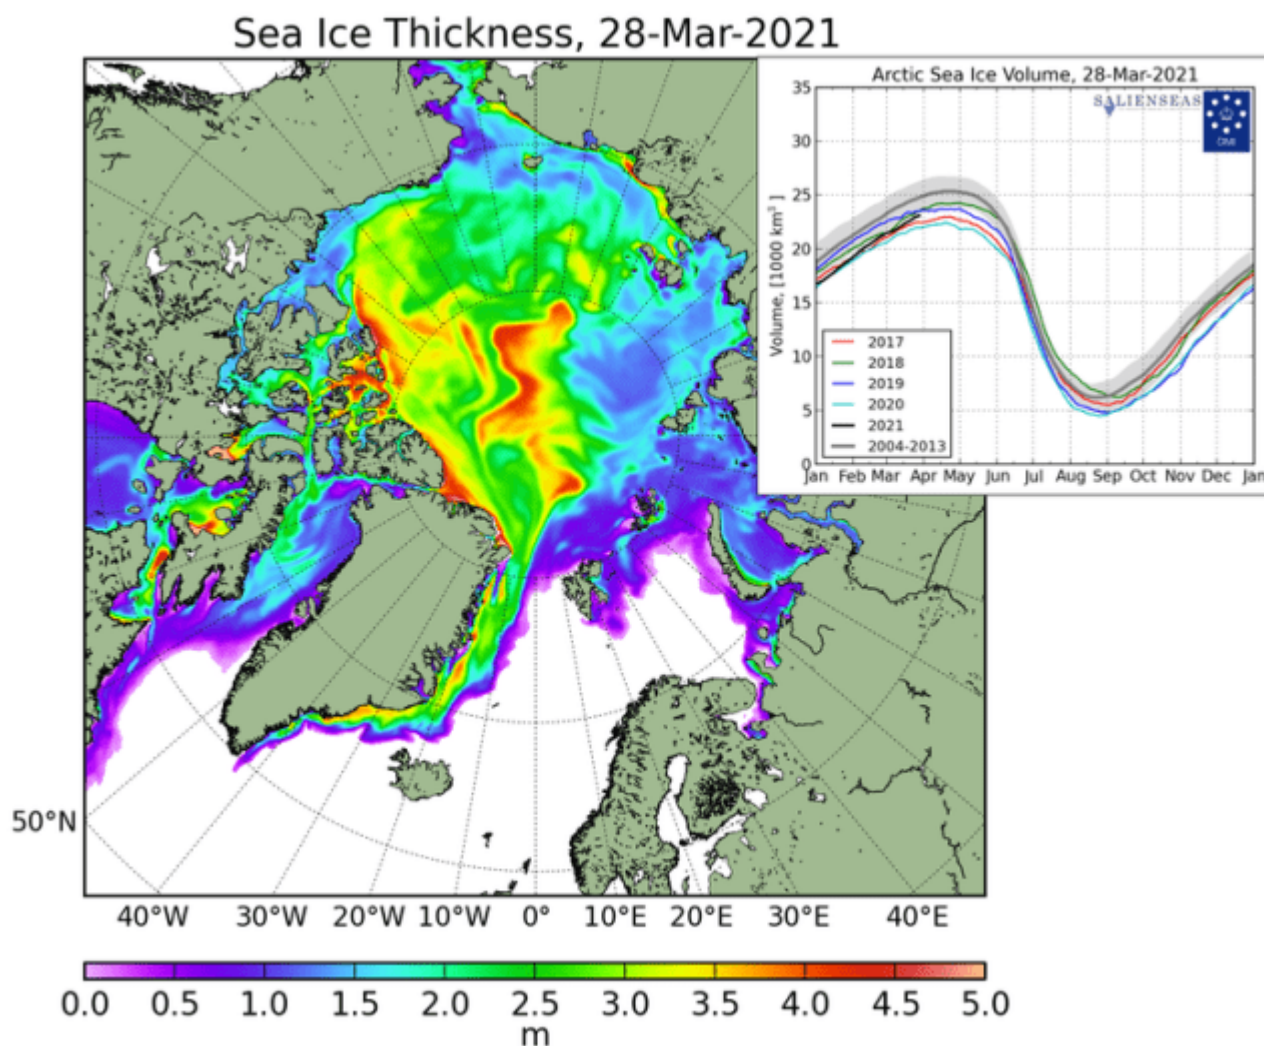 Sea Ice Thickness, 28-Mar-2021
Arctic Sea Ice Volume, 28-Mar-2021
SALIENSEAS
DMI
35
30
25
20
15
10
5
0
Volume, [1000 km³ ]
2017
2018
2019
2020
2021
2004-2013
Jan Feb Mar Apr May Jun Jul Aug Sep Oct Nov Dec Jan
50°N
40°W 30°W 20°W 10°W 0° 10°E 20°E 30°E 40°E
0.0 0.5 1.0 1.5 2.0 2.5 3.0 3.5 4.0 4.5 5.0
m